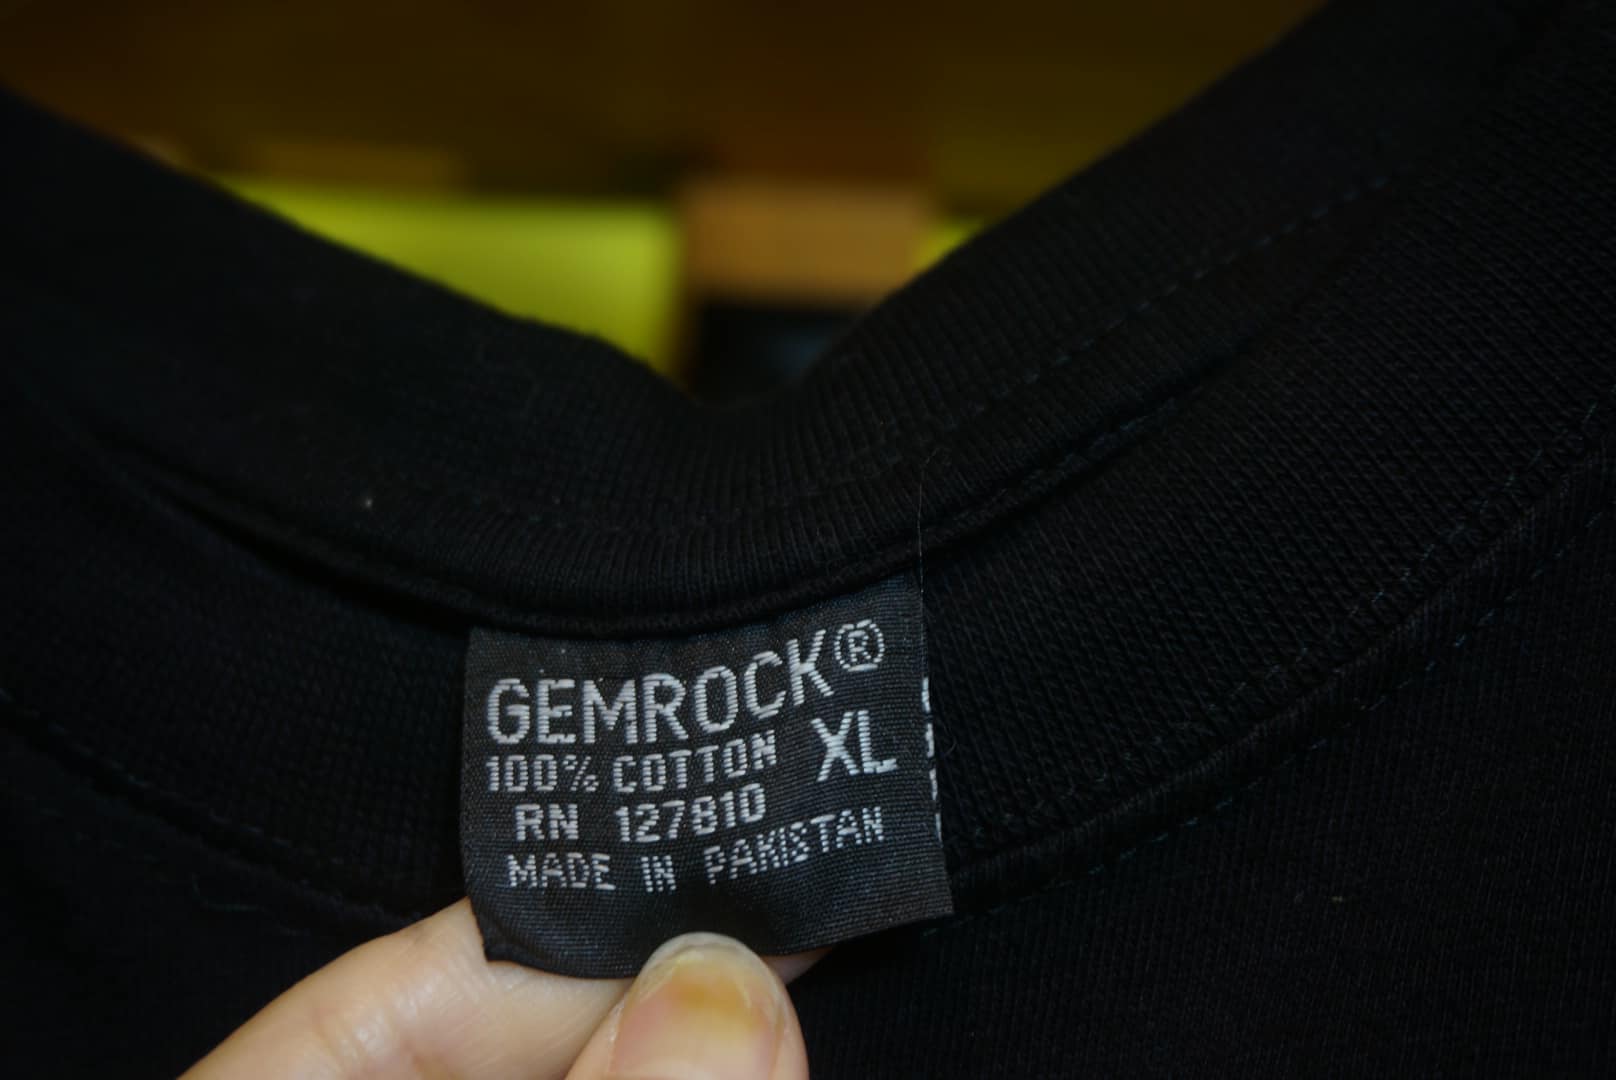 GEMROCK®
100% COTTON XL
RN 127810
MADE IN PAKISTAN